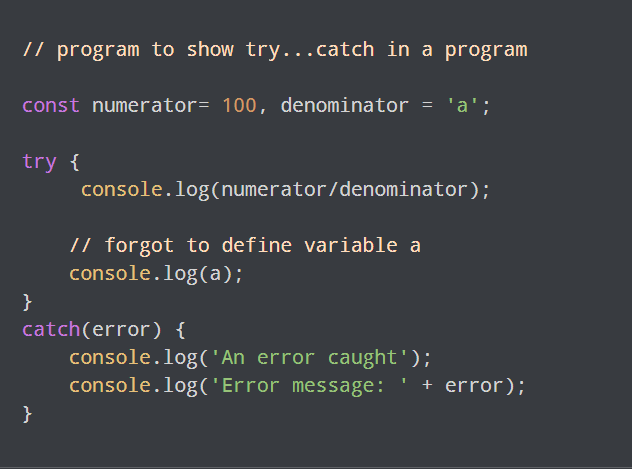 // program to show try...catch in a program
const numerator= 100, denominator = 'a';
try {
console.log(numerator/denominator);
// forgot to define variable a
console.log(a);
}
catch(error) {
console.log('An error caught');
console.log('Error message: ' + error);
}